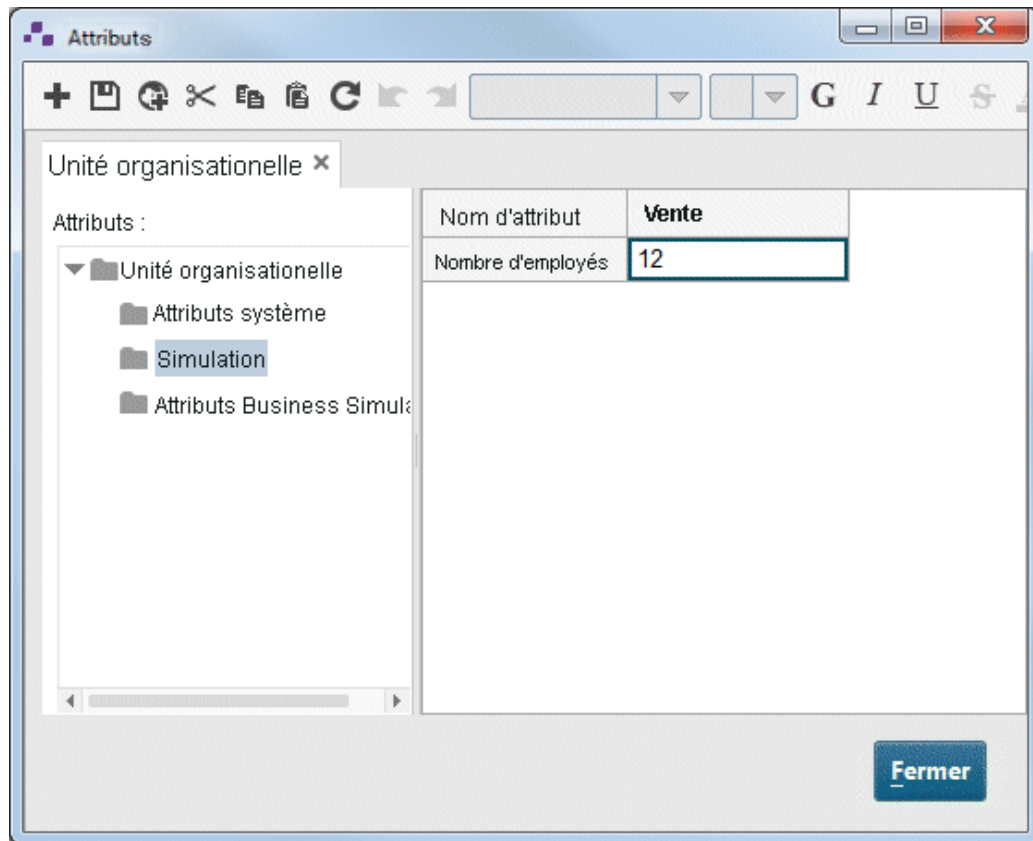 Attributs
G I U S
Unité organisationelle
Attributs :
Unité organisationelle
Attributs système
Simulation
Attributs Business Simula
Nom d'attribut Vente
Nombre d'employés 12
Fermer